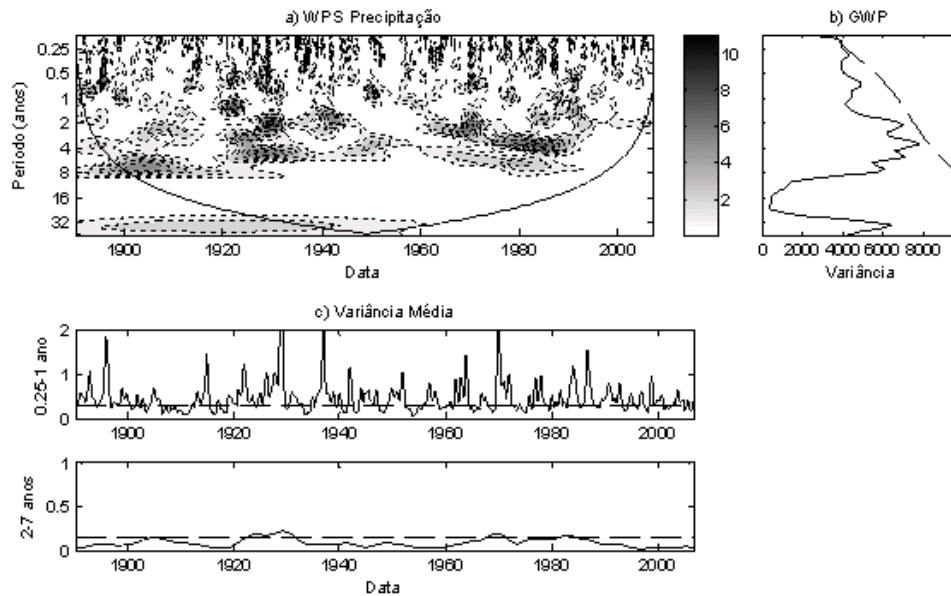 a) WPS Precipitação
b) GWP
0.25
0.5
1
2
4
8
16
32
Período (anos)
1900 1920 1940 1960 1980 2000
Data
10
8
6
4
2
0 2000 4000 6000 8000
Variância
c) Variância Média
2
1
0
0.25-1 ano
1900 1920 1940 1960 1980 2000
1
0.5
0
2-7 anos
1900 1920 1940 1960 1980 2000
Data